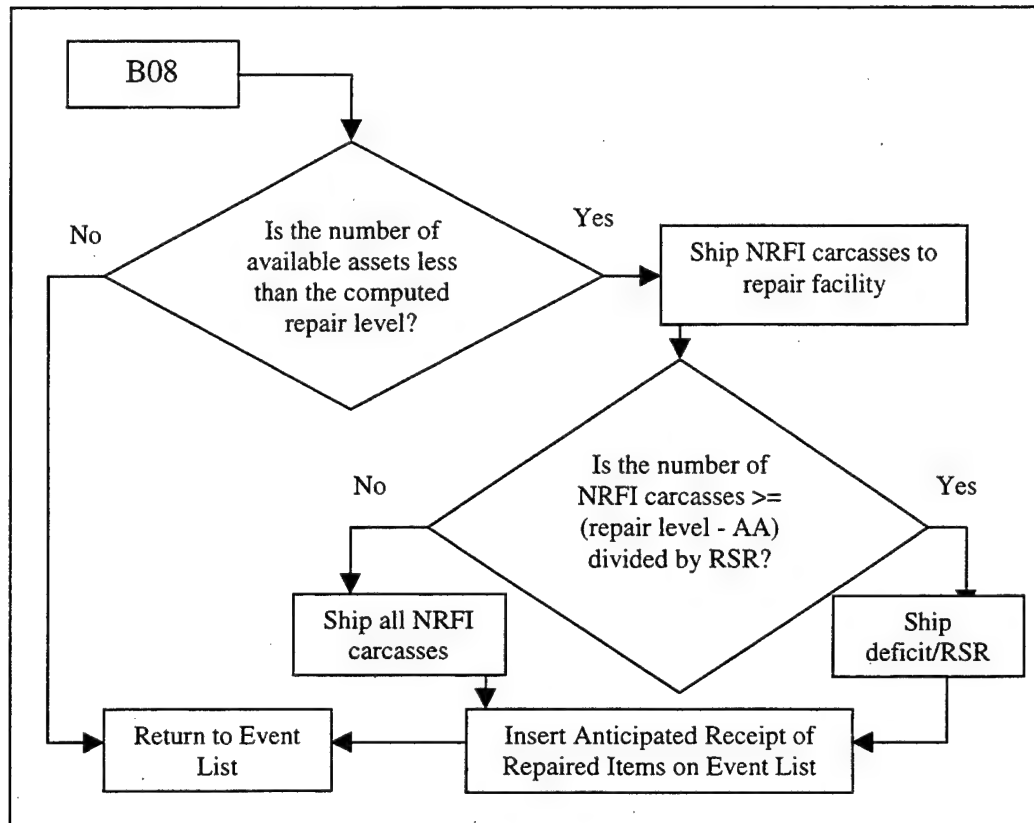 B08
No
Is the number of
available assets less
than the computed
repair level?
Yes
Ship NRFI carcasses to
repair facility
No
Is the number of
NRFI carcasses >=
(repair level - AA)
divided by RSR?
Yes
Ship all NRFI
carcasses
Ship
deficit/RSR
Return to Event
List
Insert Anticipated Receipt of
Repaired Items on Event List